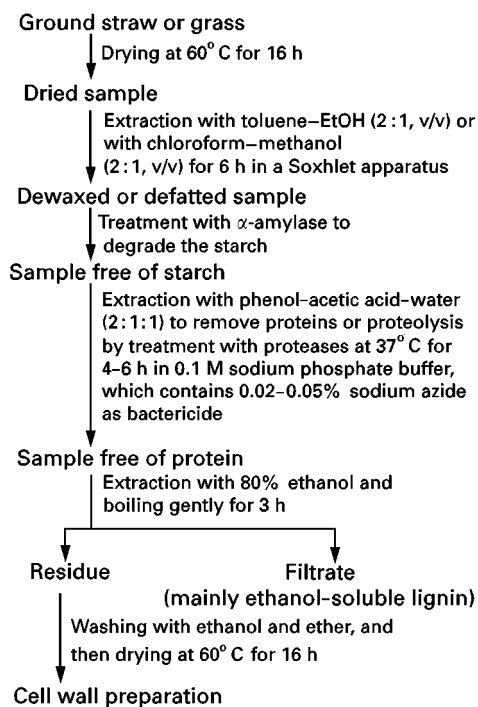 Ground straw or grass
Drying at 60° C for 16 h
Dried sample
Extraction with toluene–EtOH (2 : 1, v/v) or
with chloroform–methanol
(2 : 1, v/v) for 6 h in a Soxhlet apparatus
Dewaxed or defatted sample
Treatment with α-amylase to
degrade the starch
Sample free of starch
Extraction with phenol–acetic acid–water
(2 : 1 : 1) to remove proteins or proteolysis
by treatment with proteases at 37° C for
4–6 h in 0.1 M sodium phosphate buffer,
which contains 0.02–0.05% sodium azide
as bactericide
Sample free of protein
Extraction with 80% ethanol and
boiling gently for 3 h
Residue
Filtrate
(mainly ethanol-soluble lignin)
Washing with ethanol and ether, and
then drying at 60° C for 16 h
Cell wall preparation